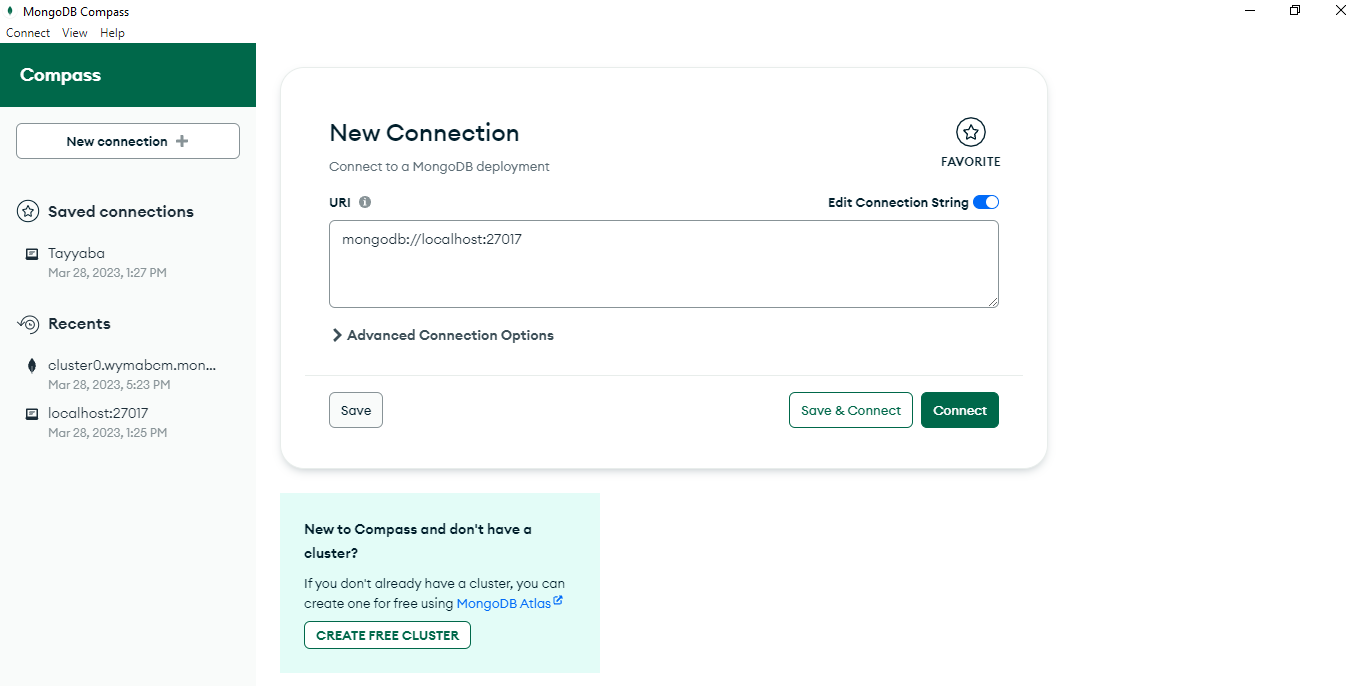 MongoDB Compass
Connect View Help
Compass
New connection
Saved connections
Tayyaba
Mar 28, 2023, 1:27 PM
Recents
cluster0.wymabcm.mon...
Mar 28, 2023, 5:23 PM
localhost:27017
Mar 28, 2023, 1:25 PM
New Connection
FAVORITE
Connect to a MongoDB deployment
URI
Edit Connection String
mongodb://localhost:27017
Advanced Connection Options
Save
Save & Connect
Connect
New to Compass and don't have a
cluster?
If you don't already have a cluster, you can
create one for free using MongoDB Atlas
CREATE FREE CLUSTER